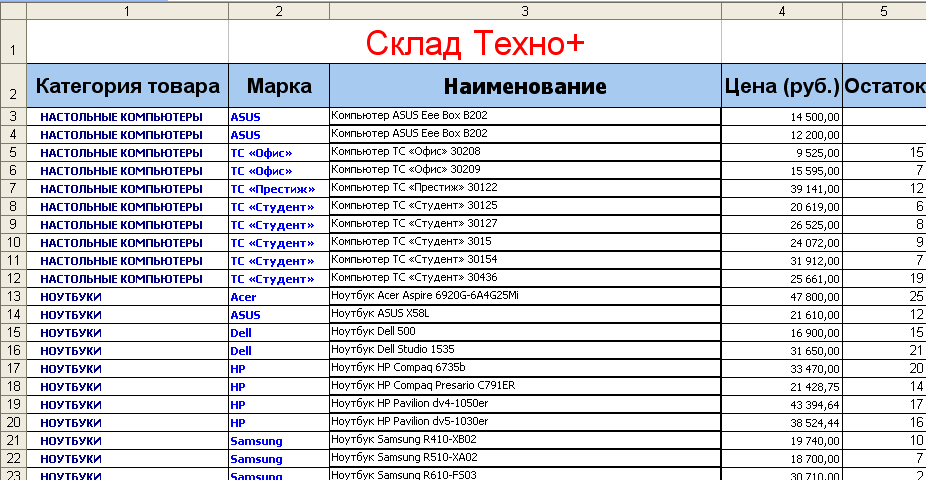 1 2 3 4 5
1 Склад Техно+
2 Категория товара Марка Наименование Цена (руб.) Остаток
3 НАСТОЛЬНЫЕ КОМПЬЮТЕРЫ ASUS Компьютер ASUS Eee Box B202 14 500,00
4 НАСТОЛЬНЫЕ КОМПЬЮТЕРЫ ASUS Компьютер ASUS Eee Box B202 12 200,00
5 НАСТОЛЬНЫЕ КОМПЬЮТЕРЫ ТС «Офис» Компьютер ТС «Офис» 30208 9 525,00 15
6 НАСТОЛЬНЫЕ КОМПЬЮТЕРЫ ТС «Офис» Компьютер ТС «Офис» 30209 15 595,00 7
7 НАСТОЛЬНЫЕ КОМПЬЮТЕРЫ ТС «Престиж» Компьютер ТС «Престиж» 30122 39 141,00 12
8 НАСТОЛЬНЫЕ КОМПЬЮТЕРЫ ТС «Студент» Компьютер ТС «Студент» 30125 20 619,00 6
9 НАСТОЛЬНЫЕ КОМПЬЮТЕРЫ ТС «Студент» Компьютер ТС «Студент» 30127 26 525,00 8
10 НАСТОЛЬНЫЕ КОМПЬЮТЕРЫ ТС «Студент» Компьютер ТС «Студент» 3015 24 072,00 9
11 НАСТОЛЬНЫЕ КОМПЬЮТЕРЫ ТС «Студент» Компьютер ТС «Студент» 30154 31 912,00 7
12 НАСТОЛЬНЫЕ КОМПЬЮТЕРЫ ТС «Студент» Компьютер ТС «Студент» 30436 25 661,00 19
13 НОУТБУКИ Acer Ноутбук Acer Aspire 6920G-6A4G25Mi 47 800,00 25
14 НОУТБУКИ ASUS Ноутбук ASUS X58L 21 610,00 12
15 НОУТБУКИ Dell Ноутбук Dell 500 16 900,00 15
16 НОУТБУКИ Dell Ноутбук Dell Studio 1535 31 650,00 21
17 НОУТБУКИ HP Ноутбук HP Compaq 6735b 33 470,00 20
18 НОУТБУКИ HP Ноутбук HP Compaq Presario C791ER 21 428,75 14
19 НОУТБУКИ HP Ноутбук HP Pavilion dv4-1050er 43 394,64 17
20 НОУТБУКИ HP Ноутбук HP Pavilion dv5-1030er 38 524,44 16
21 НОУТБУКИ Samsung Ноутбук Samsung R410-XB02 19 740,00 10
22 НОУТБУКИ Samsung Ноутбук Samsung R510-XA02 18 700,00 7
23 НОУТБУКИ Samsung Ноутбук Samsung R610-FS03 30 710,00 2